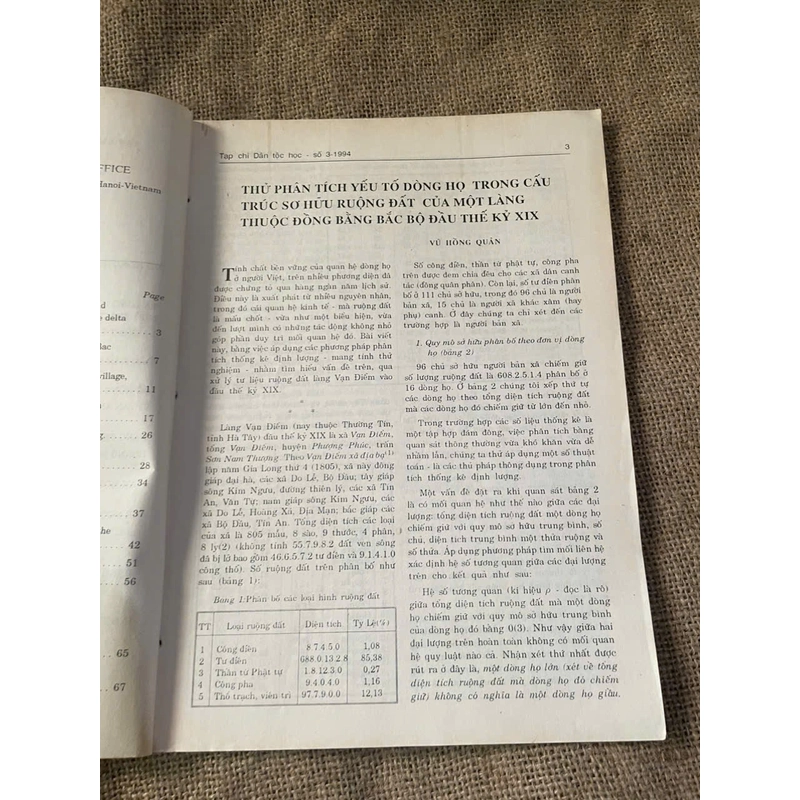 FFICE
Hanoi-Vietnam
Page
d
e delta
3
lac
7
village,
11
n
17
g.
26
28
34
37
he
42
51
56
65
67
Tạp chí Dân tộc học - số 3-1994
3
THỬ PHÂN TÍCH YẾU TỐ DÒNG HỌ TRONG CẤU
TRÚC SỞ HỮU RUỘNG ĐẤT CỦA MỘT LÀNG
THUỘC ĐỒNG BẰNG BẮC BỘ ĐẦU THẾ KỶ XIX
VŨ HỒNG QUÂN
Tính chất bền vững của quan hệ dòng họ
ở người Việt, trên nhiều phương diện đã
được chứng tỏ qua hàng ngàn năm lịch sử.
Điều này là xuất phát từ nhiều nguyên nhân,
trong đó cái quan hệ kinh tế - mà ruộng đất
là mấu chốt - vừa như một biểu hiện, vừa
đến lượt mình có những tác động không nhỏ
góp phần duy trì mối quan hệ đó. Bài viết
này, bằng việc áp dụng các phương pháp phân
tích thống kê định lượng - mang tính thử
nghiệm - nhằm tìm hiểu vấn đề trên, qua
xử lý tư liệu ruộng đất làng Vạn Điểm vào
đầu thế kỷ XIX.
Làng Vạn Điểm (nay thuộc Thường Tín,
tỉnh Hà Tây) đầu thế kỷ XIX là xã Vạn Điểm,
tổng Vạn Điểm, huyện Phượng Phúc, trấn
Sơn Nam Thượng. Theo Vạn Điểm xã địa bạ(1)
lập năm Gia Long thứ 4 (1805), xã này đông
giáp đại hà, các xã Do Lễ, Bộ Đầu; tây giáp
sông Kim Ngưu, đường thiên lý, các xã Tín
An, Văn Tự; nam giáp sông Kim Ngưu, các
xã Do Lễ, Hoàng Xá, Địa Mạn; bắc giáp các
xã Bộ Đầu, Tín An. Tổng diện tích các loại
của xã là 805 mẫu, 8 sào, 9 thước, 4 phân,
8 ly(2) (không tính 55.7.9.8.2 đất ven sông
đã bị lở bao gồm 46.6.5.7.2 tư điền và 9.1.4.1.0
công thổ). Số ruộng đất trên phân bố như
sau (bảng 1):
Bảng 1:Phân bố các loại hình ruộng đất
TT Loại ruộng đất Diện tích Tỷ Lệ(%)
1 Công điền 8.7.4.5.0 1,08
2 Tư điền 688.0.13.2.8 85,38
3 Thần từ Phật tự 1.8.12.3.0 0,27
4 Công pha 9.4.0.4.0 1,16
5 Thổ trạch, viên trì 97.7.9.0.0 12,13
Số công điền, thần từ phật tự, công pha
trên được đem chia đều cho các xã dân canh
tác (đồng quân phân). Còn lại, số tư điền phân
bố ở 111 chủ sở hữu, trong đó 96 chủ là người
bản xã, 15 chủ là người khác xâm (hay
phụ) canh. Ở đây chúng ta chỉ xét đến các
trường hợp là người bản xã.
1. Quy mô sở hữu phân bố theo đơn vị dòng
họ (bảng 2)
96 chủ sở hữu người bản xã chiếm giữ
số lượng ruộng đất là 608.2.5.1.4 phân bố ở
16 dòng họ. Ở bảng 2 chúng tôi xếp thứ tự
các dòng họ theo tổng diện tích ruộng đất
mà các dòng họ đó chiếm giữ từ lớn đến nhỏ.
Trong trường hợp các số liệu thống kê là
một tập hợp đám đông, việc phân tích bằng
quan sát thông thường vừa khó khăn vừa dễ
nhầm lẫn, chúng ta thử áp dụng một số thuật
toán - là các thủ pháp thông dụng trong phân
tích thống kê định lượng.
Một vấn đề đặt ra khi quan sát bảng 2
là có mối quan hệ như thế nào giữa các đại
lượng: tổng diện tích ruộng đất một dòng họ
chiếm giữ với quy mô sở hữu trung bình, số
chủ, diện tích trung bình một thửa ruộng và
số thửa. Áp dụng phương pháp tìm mối liên hệ
xác định hệ số tương quan giữa các đại lượng
trên cho kết quả như sau:
Hệ số tương quan (kí hiệu ρ - đọc là rô)
giữa tổng diện tích ruộng đất mà một dòng
họ chiếm giữ với quy mô sở hữu trung bình
của dòng họ đó bằng 0(3). Như vậy giữa hai
đại lượng trên hoàn toàn không có mối quan
hệ quy luật nào cả. Nhận xét thứ nhất được
rút ra ở đây là, một dòng họ lớn (xét về tổng
diện tích ruộng đất mà dòng họ đó chiếm
giữ) không có nghĩa là một dòng họ giàu,